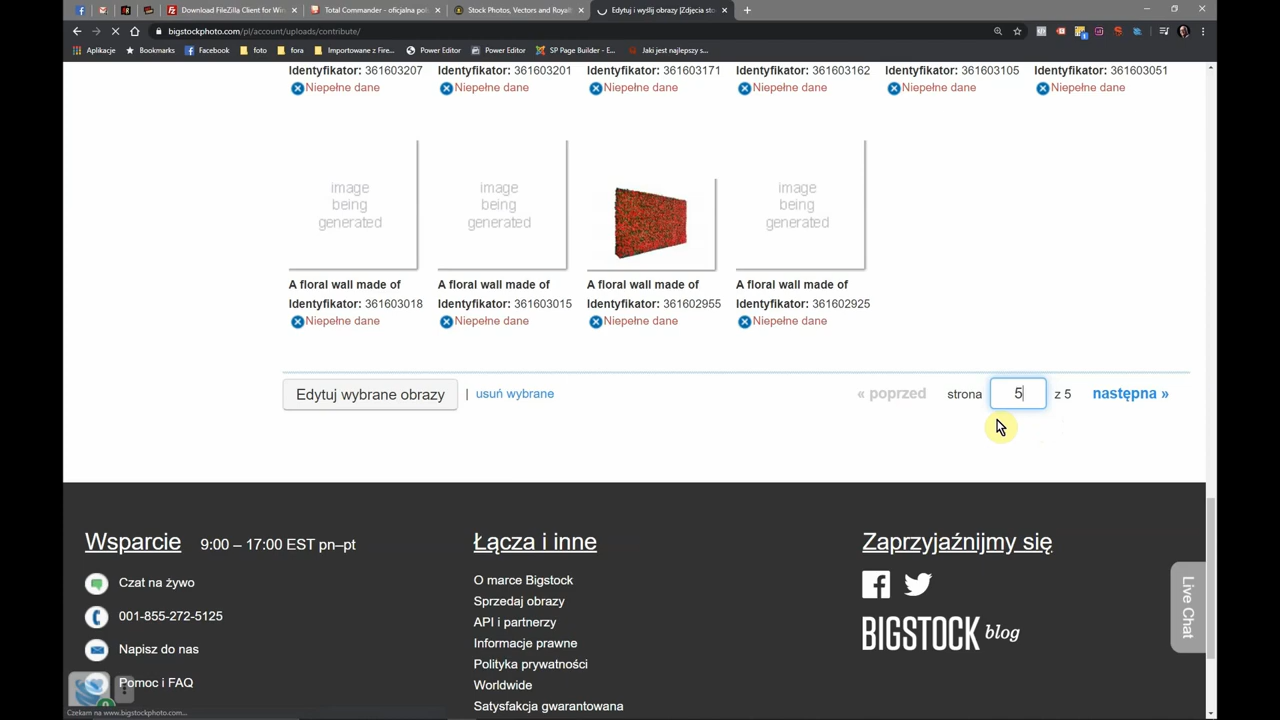 Download FileZilla Client for Win
Total Commander - oficjalna pol
Stock Photos, Vectors and Royalt
Edytuj i wyślij obrazy |Zdjęcia sto
bigstockphoto.com/pl/account/uploads/contribute/
Aplikacje
Bookmarks
Facebook
foto
fora
Importowane z Fire...
Power Editor
Power Editor
SP Page Builder - E...
Jaki jest najlepszy s...
Identyfikator: 361603207
Identyfikator: 361603201
Identyfikator: 361603171
Identyfikator: 361603162
Identyfikator: 361603105
Identyfikator: 361603051
Niepełne dane
Niepełne dane
Niepełne dane
Niepełne dane
Niepełne dane
Niepełne dane
image
being
generated
image
being
generated
image
being
generated
A floral wall made of
A floral wall made of
A floral wall made of
A floral wall made of
Identyfikator: 361603018
Identyfikator: 361603015
Identyfikator: 361602955
Identyfikator: 361602925
Niepełne dane
Niepełne dane
Niepełne dane
Niepełne dane
Edytuj wybrane obrazy | usuń wybrane
« poprzed strona 5 z 5 następna »
Wsparcie 9:00 – 17:00 EST pn–pt
Czat na żywo
001-855-272-5125
Napisz do nas
Pomoc i FAQ
Łącza i inne
O marce Bigstock
Sprzedaj obrazy
API i partnerzy
Informacje prawne
Polityka prywatności
Worldwide
Satysfakcja gwarantowana
Zaprzyjaźnijmy się
BIGSTOCK blog
Live Chat
Czekam na www.bigstockphoto.com...